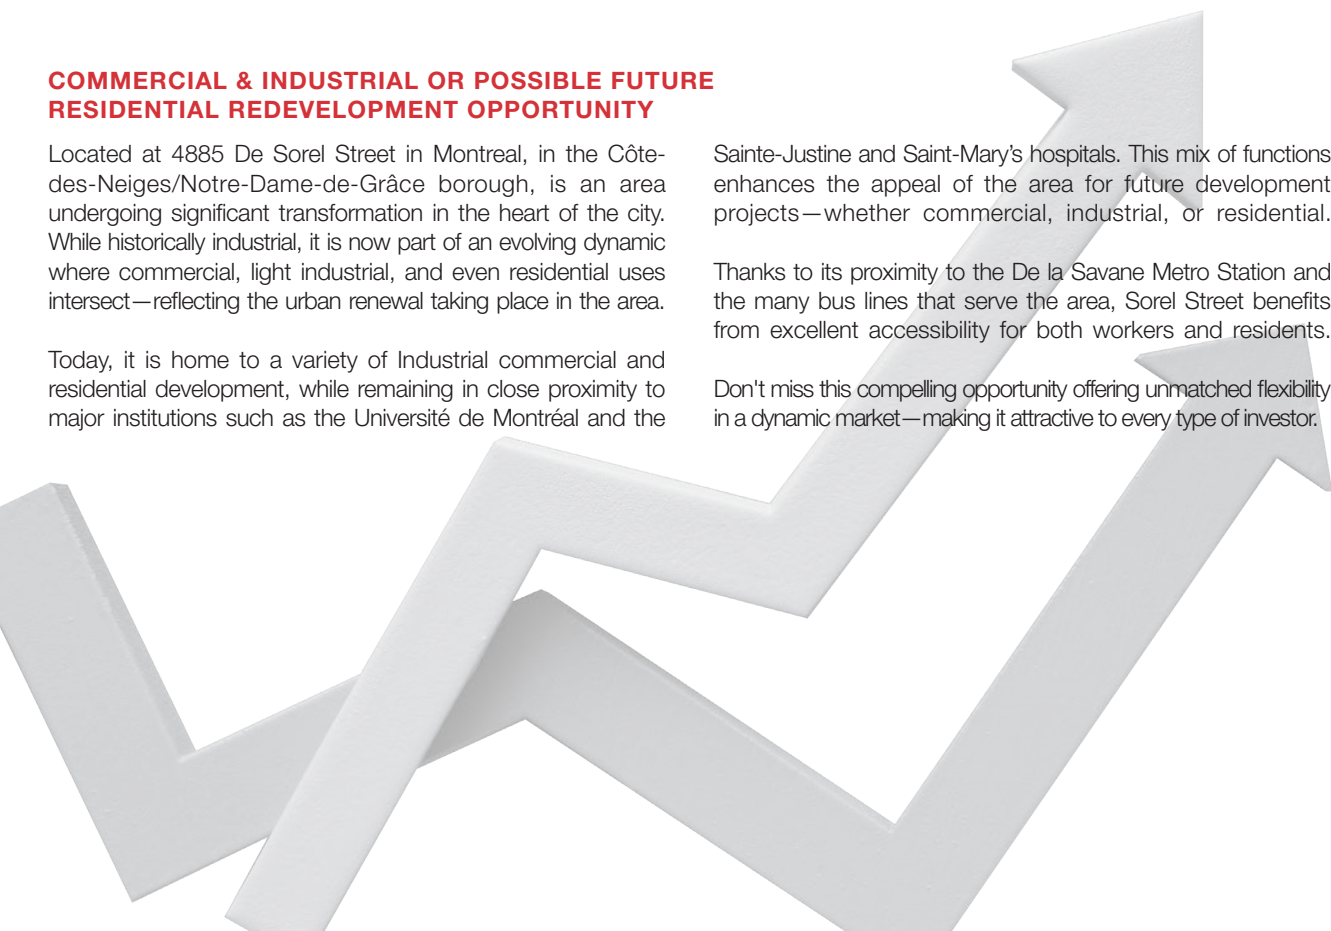 COMMERCIAL & INDUSTRIAL OR POSSIBLE FUTURE
RESIDENTIAL REDEVELOPMENT OPPORTUNITY
Located at 4885 De Sorel Street in Montreal, in the Côte-
des-Neiges/Notre-Dame-de-Grâce borough, is an area
undergoing significant transformation in the heart of the city.
While historically industrial, it is now part of an evolving dynamic
where commercial, light industrial, and even residential uses
intersect—reflecting the urban renewal taking place in the area.
Today, it is home to a variety of Industrial commercial and
residential development, while remaining in close proximity to
major institutions such as the Université de Montréal and the
Sainte-Justine and Saint-Mary’s hospitals. This mix of functions
enhances the appeal of the area for future development
projects—whether commercial, industrial, or residential.
Thanks to its proximity to the De la Savane Metro Station and
the many bus lines that serve the area, Sorel Street benefits
from excellent accessibility for both workers and residents.
Don't miss this compelling opportunity offering unmatched flexibility
in a dynamic market—making it attractive to every type of investor.